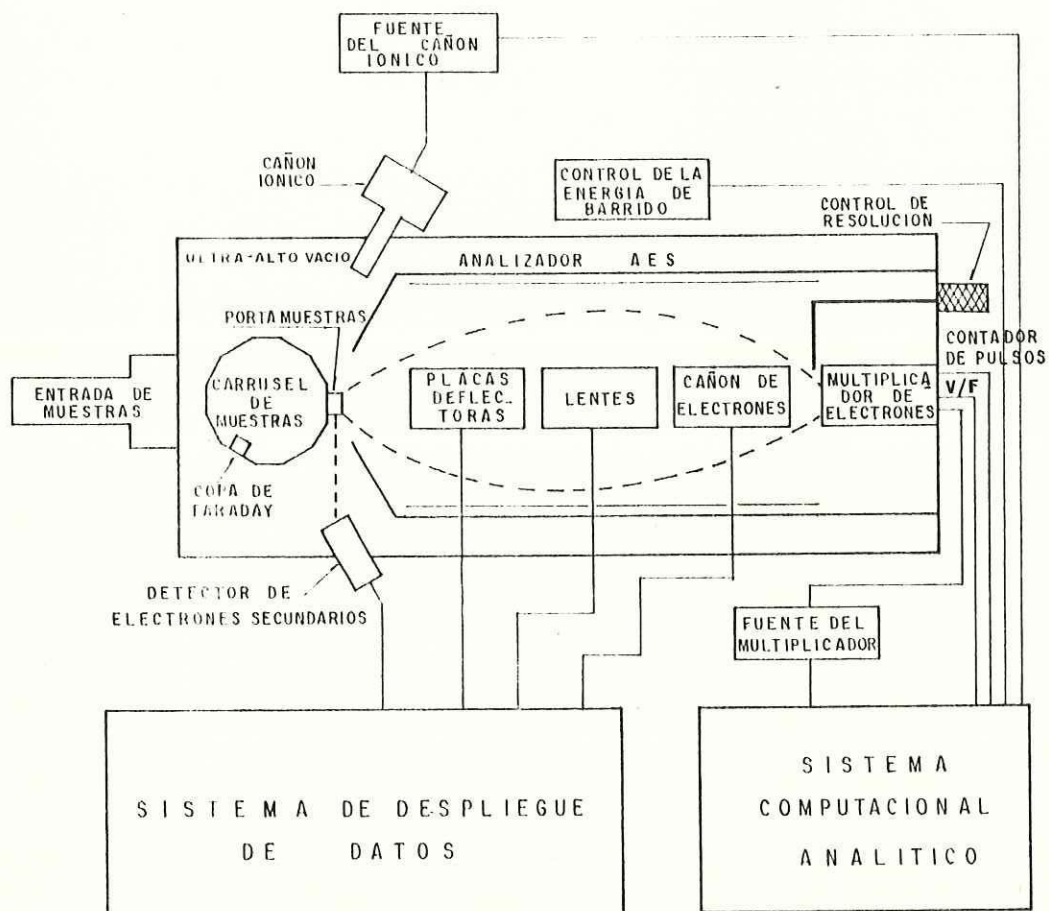 FUENTE
DEL CAÑON
IONICO
CAÑON
IONICO
CONTROL DE LA
ENERGIA DE
BARRIDO
CONTROL DE
RESOLUCION
ULTRA-ALTO VACIO
ANALIZADOR AES
PORTAMUESTRAS
CONTADOR
DE PULSOS
V/F
ENTRADA DE
MUESTRAS
CARRUSEL
DE
MUESTRAS
PLACAS
DEFLEC_
TORAS
LENTES
CAÑON DE
ELECTRONES
MULTIPLICA_
DOR DE
ELECTRONES
COPA DE
FARADAY
DETECTOR DE
ELECTRONES SECUNDARIOS
FUENTE DEL
MULTIPLICADOR
SISTEMA DE DESPLIEGUE
DE DATOS
SISTEMA
COMPUTACIONAL
ANALITICO